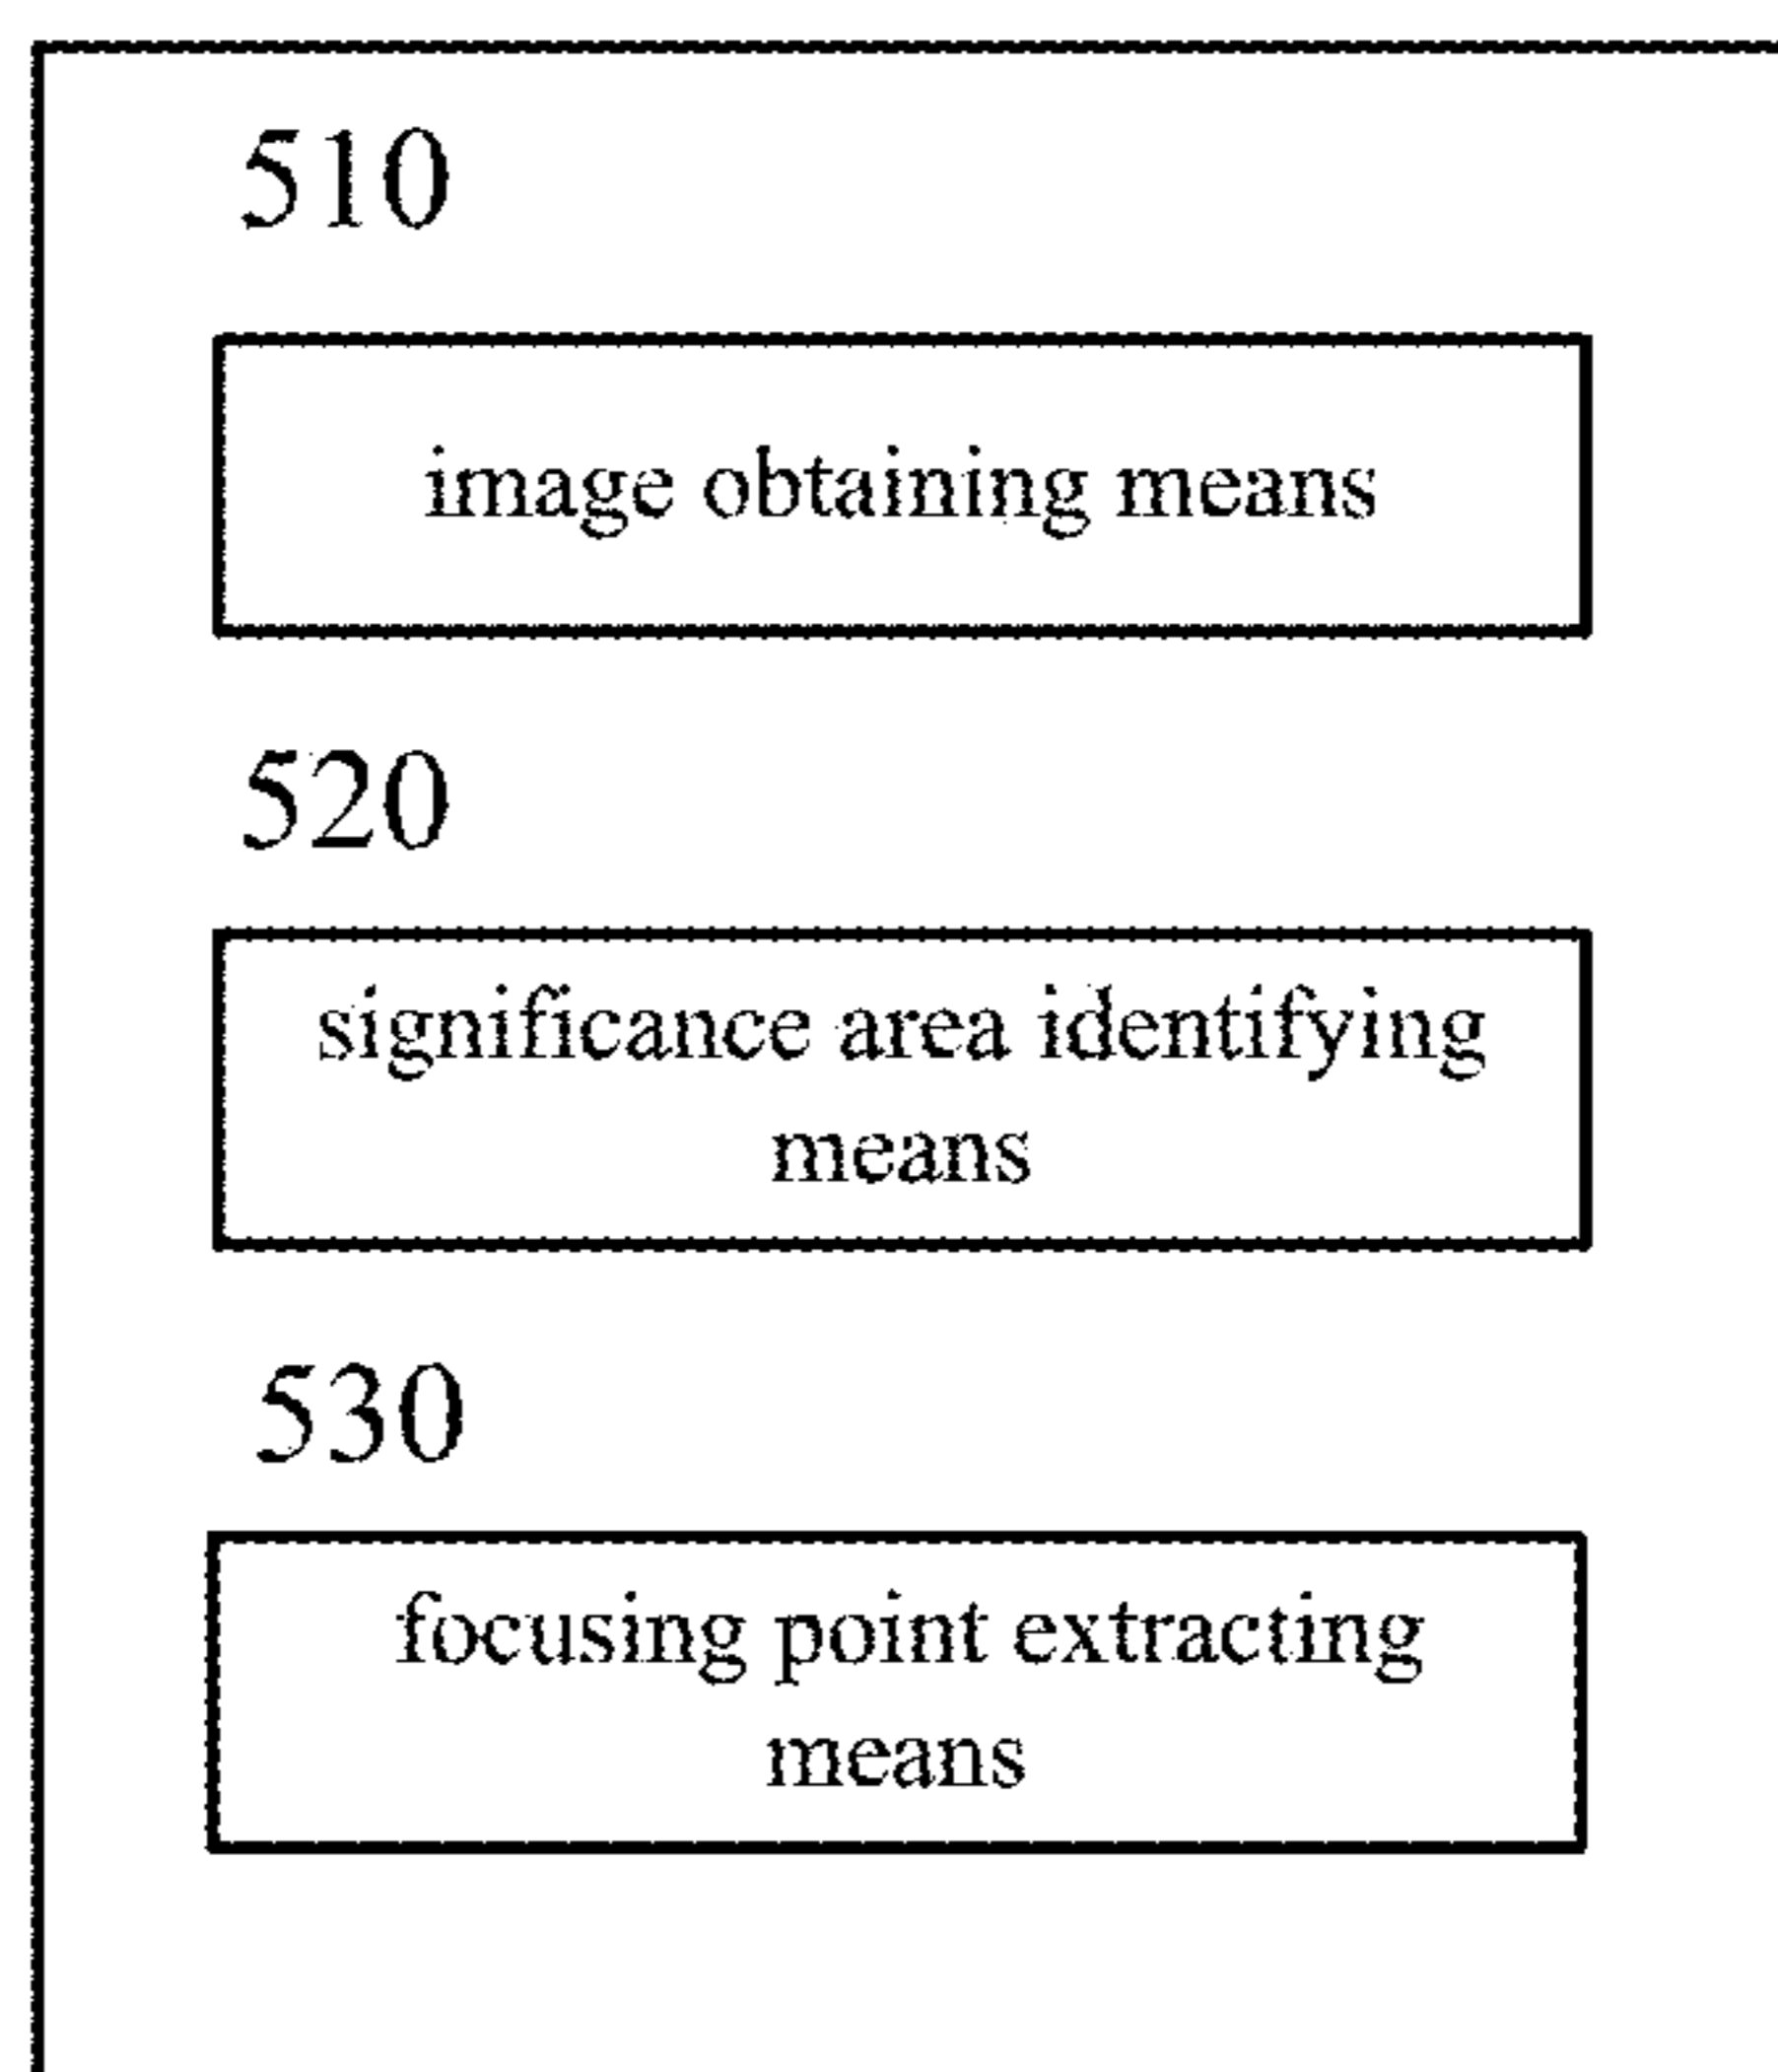 510
image obtaining means
520
significance area identifying
means
530
focusing point extracting
means